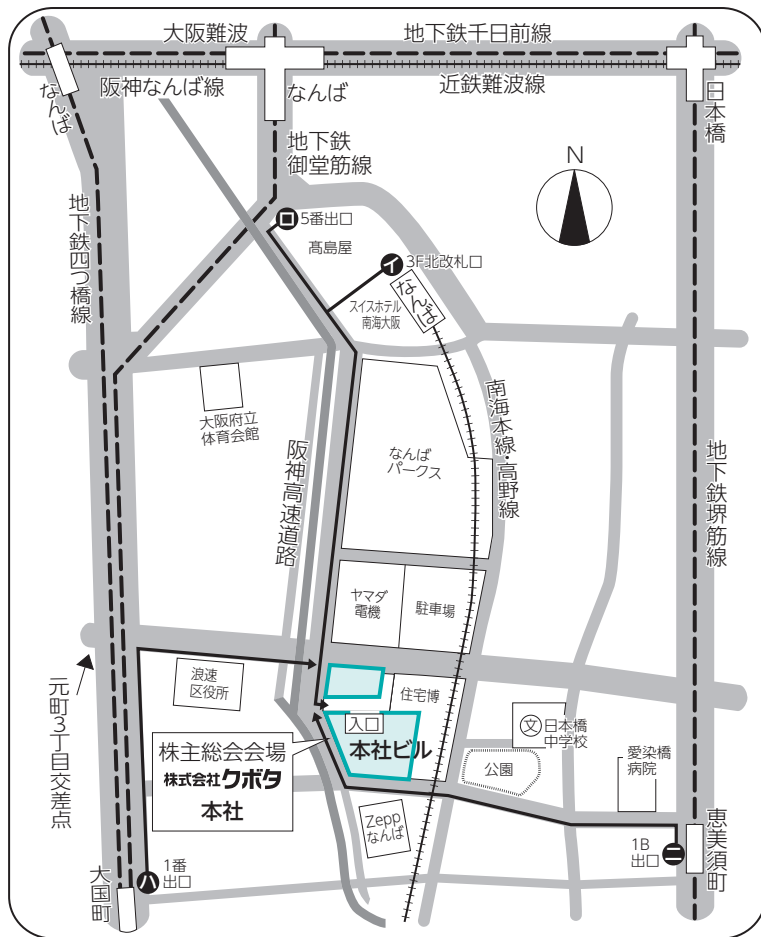 大阪難波
地下鉄千日前線
なんば
阪神なんば線
なんば
近鉄難波線
日本橋
地下鉄
御堂筋線
N
ロ
5番出口
髙島屋
イ
3F北改札口
なんば
スイスホテル
南海大阪
地下鉄四つ橋線
大阪府立
体育会館
阪神高速道路
なんば
パークス
南海本線・高野線
地下鉄堺筋線
ヤマダ
電機
駐車場
元町3丁目交差点
浪速
区役所
住宅博
入口
本社ビル
株主総会会場
株式会社クボタ
本社
文
日本橋
中学校
公園
愛染橋
病院
Zepp
なんば
1B
出口
ニ
恵美須町
ハ
1番
出口
大国町